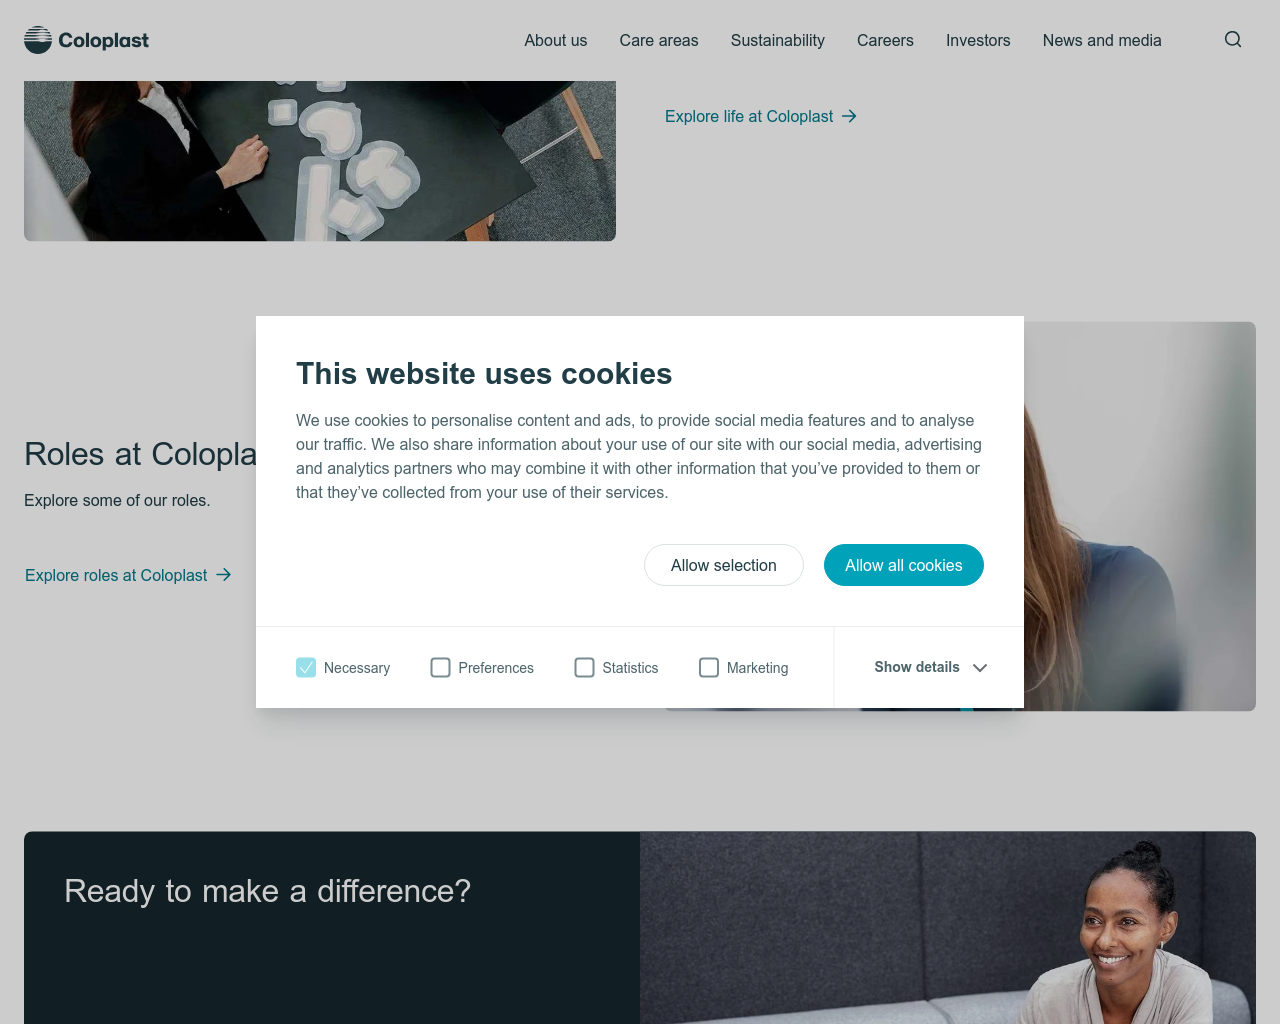 Coloplast
About us
Care areas
Sustainability
Careers
Investors
News and media
Explore life at Coloplast
Roles at Colopla
Explore some of our roles.
Explore roles at Coloplast
This website uses cookies
We use cookies to personalise content and ads, to provide social media features and to analyse
our traffic. We also share information about your use of our site with our social media, advertising
and analytics partners who may combine it with other information that you’ve provided to them or
that they’ve collected from your use of their services.
Allow selection
Allow all cookies
Necessary
Preferences
Statistics
Marketing
Show details
Ready to make a difference?